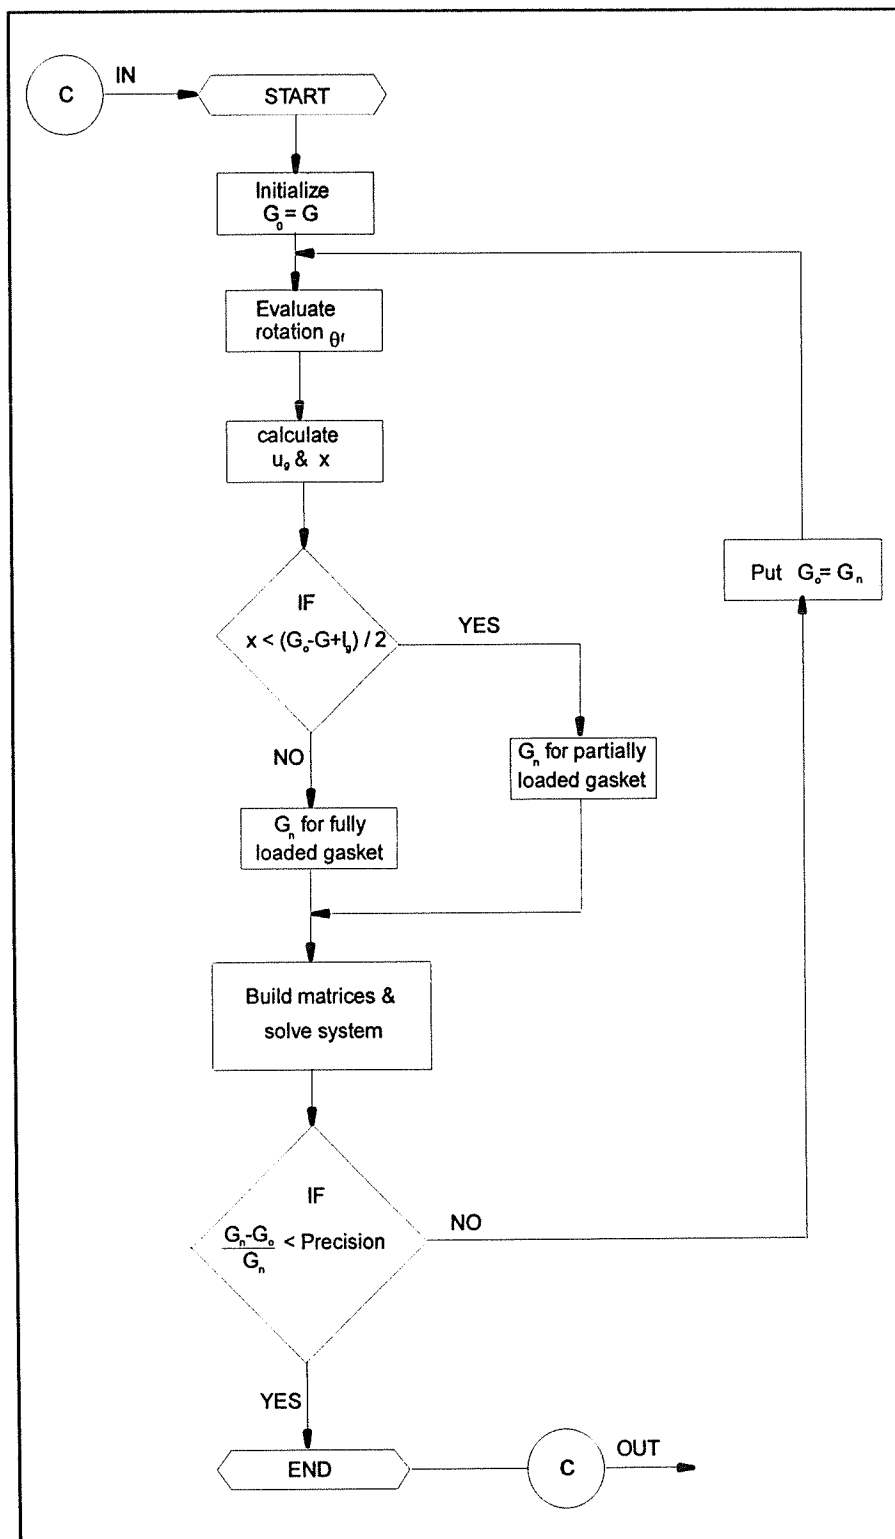 C
IN
START
Initialize
G₀ = G
Evaluate
rotation θᶠ
calculate
u_g & x
IF
x < (G₀-G+l_g) / 2
YES
NO
Put G₀= Gₙ
Gₙ for partially
loaded gasket
Gₙ for fully
loaded gasket
Build matrices &
solve system
IF
Gₙ-G₀
Gₙ
< Precision
NO
YES
END
C
OUT